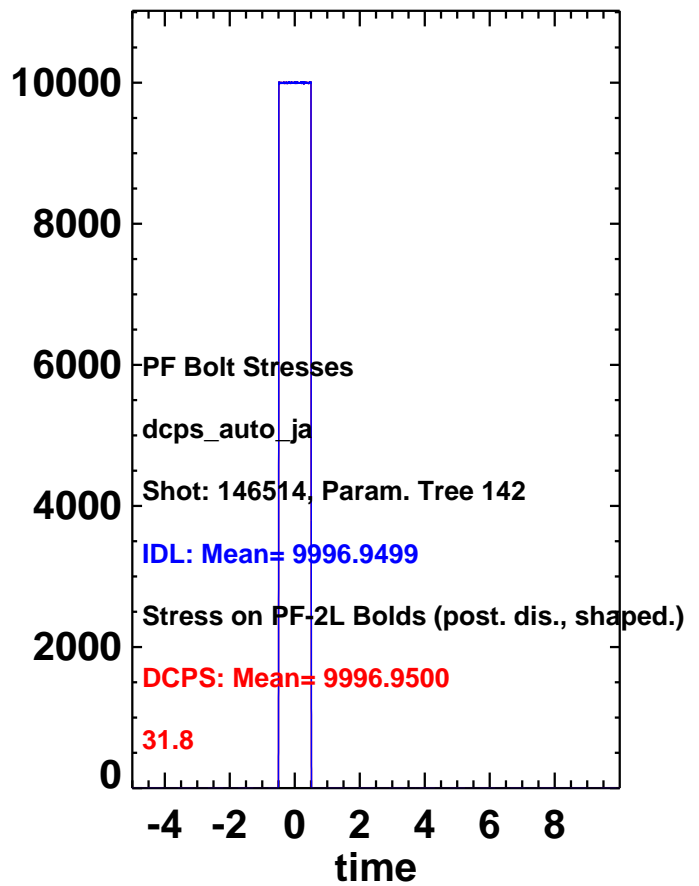 10000
8000
6000
PF Bolt Stresses
dcps_auto_ja
Shot: 146514, Param. Tree 142
4000
IDL: Mean= 9996.9499
Stress on PF-2L Bolds (post. dis., shaped.)
2000
DCPS: Mean= 9996.9500
31.8
0
-4 -2 0 2 4 6 8
time